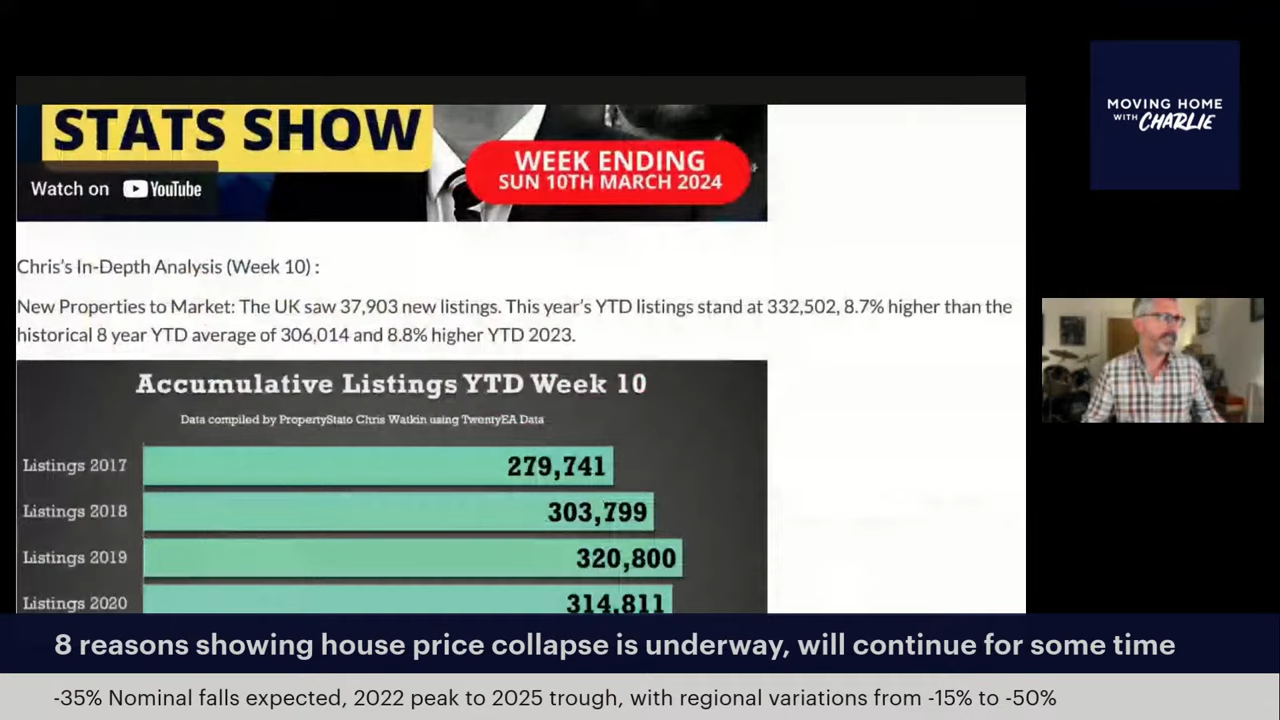 STATS SHOW
Watch on YouTube
WEEK ENDING
SUN 10TH MARCH 2024
MOVING HOME
WITH CHARLIE
Chris's In-Depth Analysis (Week 10) :
New Properties to Market: The UK saw 37,903 new listings. This year's YTD listings stand at 332,502, 8.7% higher than the
historical 8 year YTD average of 306,014 and 8.8% higher YTD 2023.
Accumulative Listings YTD Week 10
Data compiled by PropertyStato Chris Watkin using TwentyEA Data
Listings 2017 279,741
Listings 2018 303,799
Listings 2019 320,800
Listings 2020 314,811
8 reasons showing house price collapse is underway, will continue for some time
-35% Nominal falls expected, 2022 peak to 2025 trough, with regional variations from -15% to -50%